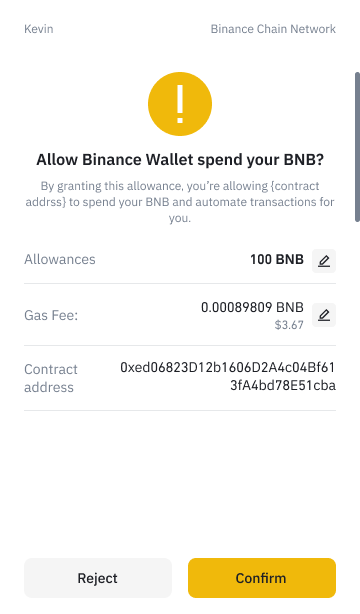 Kevin
Binance Chain Network
Allow Binance Wallet spend your BNB?
By granting this allowance, you're allowing {contract
addrss} to spend your BNB and automate transactions for
you.
Allowances
100 BNB
Gas Fee:
0.00089809 BNB
$3.67
Contract
address
0xed06823D12b1606D2A4c04Bf61
3fA4bd78E51cba
Reject
Confirm